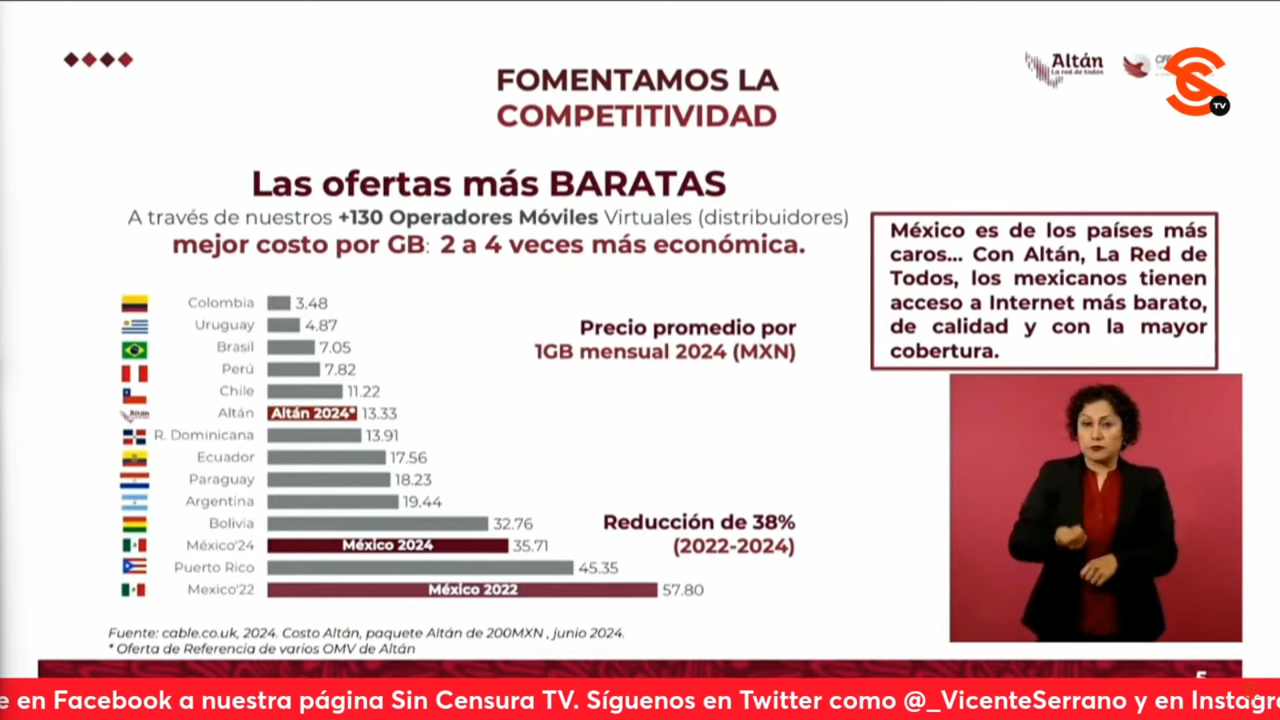 FOMENTAMOS LA
COMPETITIVIDAD
Altán
La red de todos
TV
Las ofertas más BARATAS
A través de nuestros +130 Operadores Móviles Virtuales (distribuidores)
mejor costo por GB: 2 a 4 veces más económica.
México es de los países más
caros... Con Altán, La Red de
Todos, los mexicanos tienen
acceso a Internet más barato,
de calidad y con la mayor
cobertura.
Precio promedio por
1GB mensual 2024 (MXN)
Colombia 3.48
Uruguay 4.87
Brasil 7.05
Perú 7.82
Chile 11.22
Altán Altán Altán 2024* 13.33
R. Dominicana 13.91
Ecuador 17.56
Paraguay 18.23
Argentina 19.44
Bolivia 32.76
México'24 México 2024 35.71
Puerto Rico 45.35
Mexico'22 México 2022 57.80
Reducción de 38%
(2022-2024)
Fuente: cable.co.uk, 2024. Costo Altán, paquete Altán de 200MXN , junio 2024.
* Oferta de Referencia de varios OMV de Altán
5
e en Facebook a nuestra página Sin Censura TV. Síguenos en Twitter como @_VicenteSerrano y en Instagr